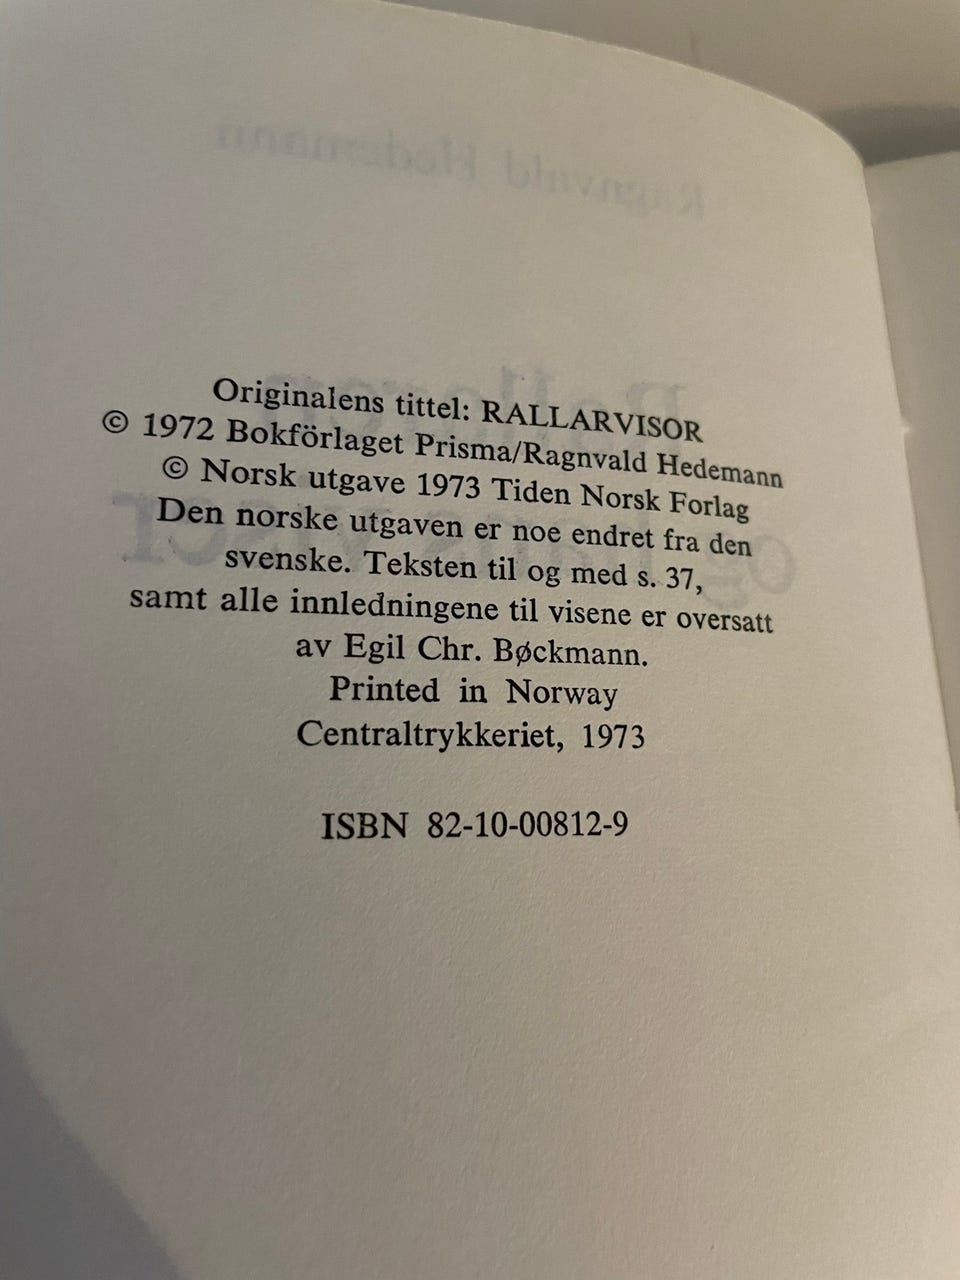 Ragnvald Hedemann
Originalens tittel: RALLARVISOR
© 1972 Bokförlaget Prisma/Ragnvald Hedemann
© Norsk utgave 1973 Tiden Norsk Forlag
Den norske utgaven er noe endret fra den
svenske. Teksten til og med s. 37,
samt alle innledningene til visene er oversatt
av Egil Chr. Bøckmann.
Printed in Norway
Centraltrykkeriet, 1973
ISBN 82-10-00812-9